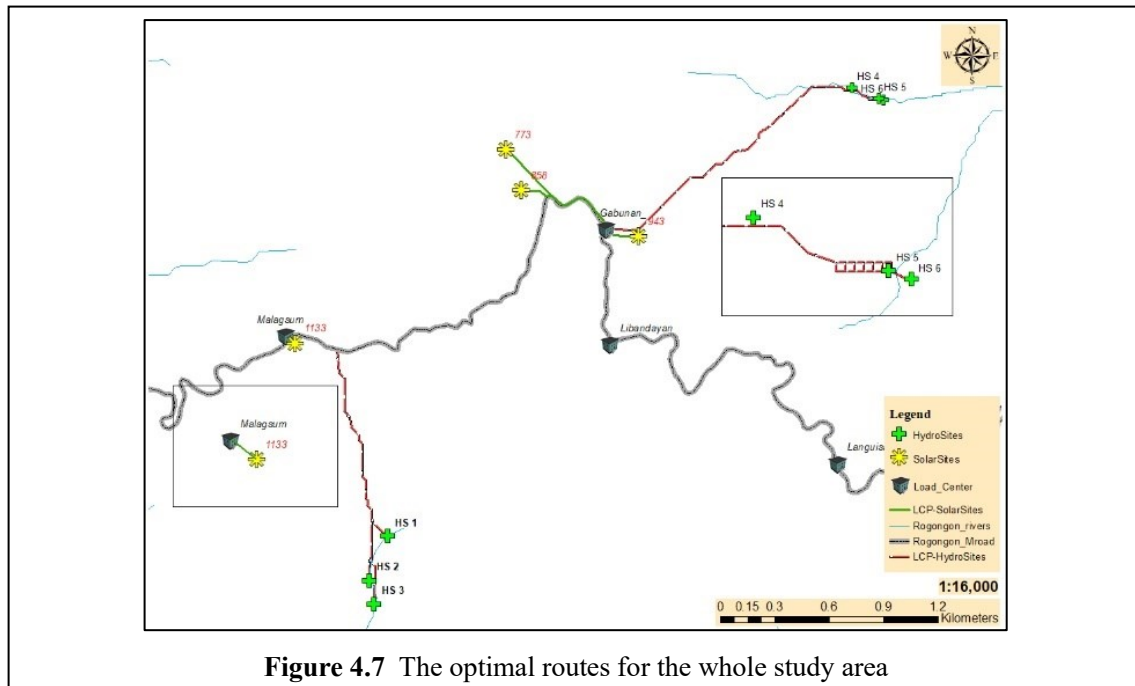 N
W E
S
HS 4
HS 6 HS 5
773
858
Gabunan
943
HS 4
HS 5
HS 6
Malagsum
1133
Libandayan
Malagsum
1133
Legend
HydroSites
SolarSites
Load_Center
LCP-SolarSites
Rogongon_rivers
Rogongon_Mroad
LCP-HydroSites
HS 1
HS 2
HS 3
1:16,000
0 0.15 0.3 0.6 0.9 1.2
Kilometers
Figure 4.7 The optimal routes for the whole study area